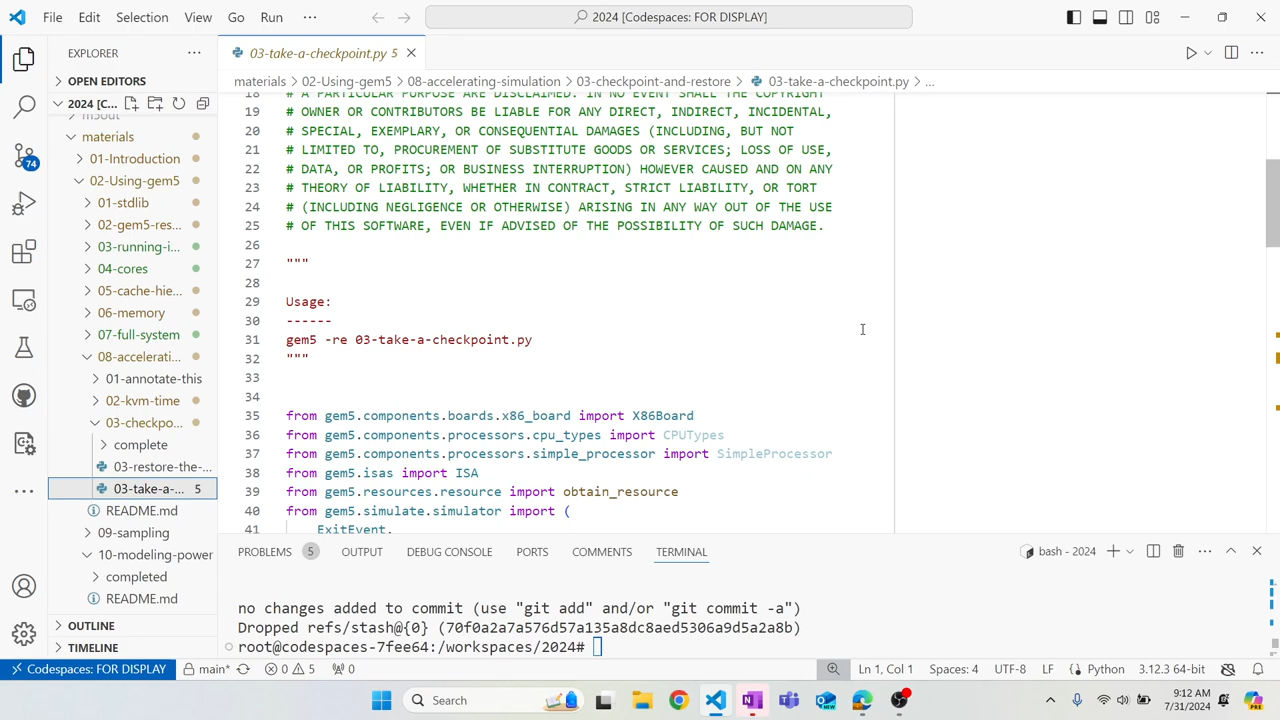 File Edit Selection View Go Run ···
2024 [Codespaces: FOR DISPLAY]
EXPLORER ···
03-take-a-checkpoint.py 5
OPEN EDITORS
materials > 02-Using-gem5 > 08-accelerating-simulation > 03-checkpoint-and-restore > 03-take-a-checkpoint.py > ...
2024 [C...
m5out
materials
01-Introduction
02-Using-gem5
01-stdlib
02-gem5-res...
03-running-i...
04-cores
05-cache-hie...
06-memory
07-full-system
08-accelerati...
01-annotate-this
02-kvm-time
03-checkpo...
complete
03-restore-the-...
03-take-a-... 5
README.md
09-sampling
10-modeling-power
completed
README.md
OUTLINE
TIMELINE
74
18 # A PARTICULAR PURPOSE ARE DISCLAIMED. IN NO EVENT SHALL THE COPYRIGHT
19 # OWNER OR CONTRIBUTORS BE LIABLE FOR ANY DIRECT, INDIRECT, INCIDENTAL,
20 # SPECIAL, EXEMPLARY, OR CONSEQUENTIAL DAMAGES (INCLUDING, BUT NOT
21 # LIMITED TO, PROCUREMENT OF SUBSTITUTE GOODS OR SERVICES; LOSS OF USE,
22 # DATA, OR PROFITS; OR BUSINESS INTERRUPTION) HOWEVER CAUSED AND ON ANY
23 # THEORY OF LIABILITY, WHETHER IN CONTRACT, STRICT LIABILITY, OR TORT
24 # (INCLUDING NEGLIGENCE OR OTHERWISE) ARISING IN ANY WAY OUT OF THE USE
25 # OF THIS SOFTWARE, EVEN IF ADVISED OF THE POSSIBILITY OF SUCH DAMAGE.
26
27 """
28
29 Usage:
30 ------
31 gem5 -re 03-take-a-checkpoint.py
32 """
33
34
35 from gem5.components.boards.x86_board import X86Board
36 from gem5.components.processors.cpu_types import CPUTypes
37 from gem5.components.processors.simple_processor import SimpleProcessor
38 from gem5.isas import ISA
39 from gem5.resources.resource import obtain_resource
40 from gem5.simulate.simulator import (
41 ExitEvent,
PROBLEMS 5 OUTPUT DEBUG CONSOLE PORTS COMMENTS TERMINAL
bash - 2024
no changes added to commit (use "git add" and/or "git commit -a")
Dropped refs/stash@{0} (70f0a2a7a576d57a135a8dc8aed5306a9d5a2a8b)
root@codespaces-7fee64:/workspaces/2024#
Codespaces: FOR DISPLAY main* 0 5 0 Ln 1, Col 1 Spaces: 4 UTF-8 LF Python 3.12.3 64-bit
Search
9:12 AM
7/31/2024